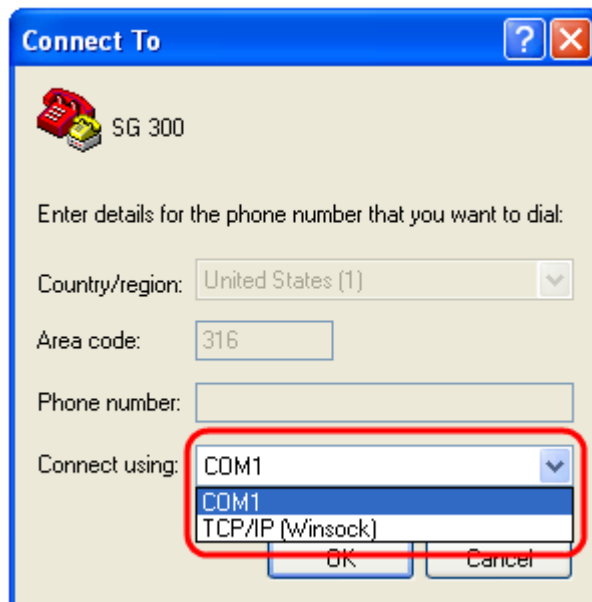 Connect To
SG 300
Enter details for the phone number that you want to dial:
Country/region: United States (1)
Area code: 316
Phone number:
Connect using: COM1
COM1
TCP/IP (Winsock)
OK Cancel